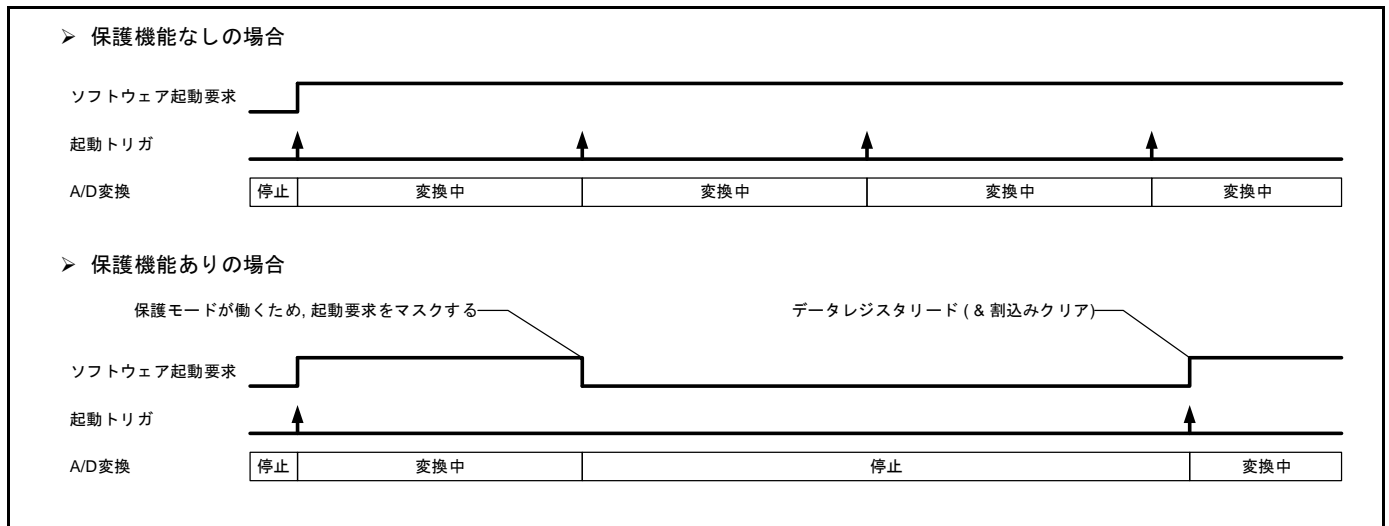 ➢ 保護機能なしの場合
ソフトウェア起動要求
起動トリガ
A/D変換
停止
変換中
変換中
変換中
変換中
➢ 保護機能ありの場合
保護モードが働くため, 起動要求をマスクする
データレジスタリード ( & 割込みクリア)
ソフトウェア起動要求
起動トリガ
A/D変換
停止
変換中
停止
変換中